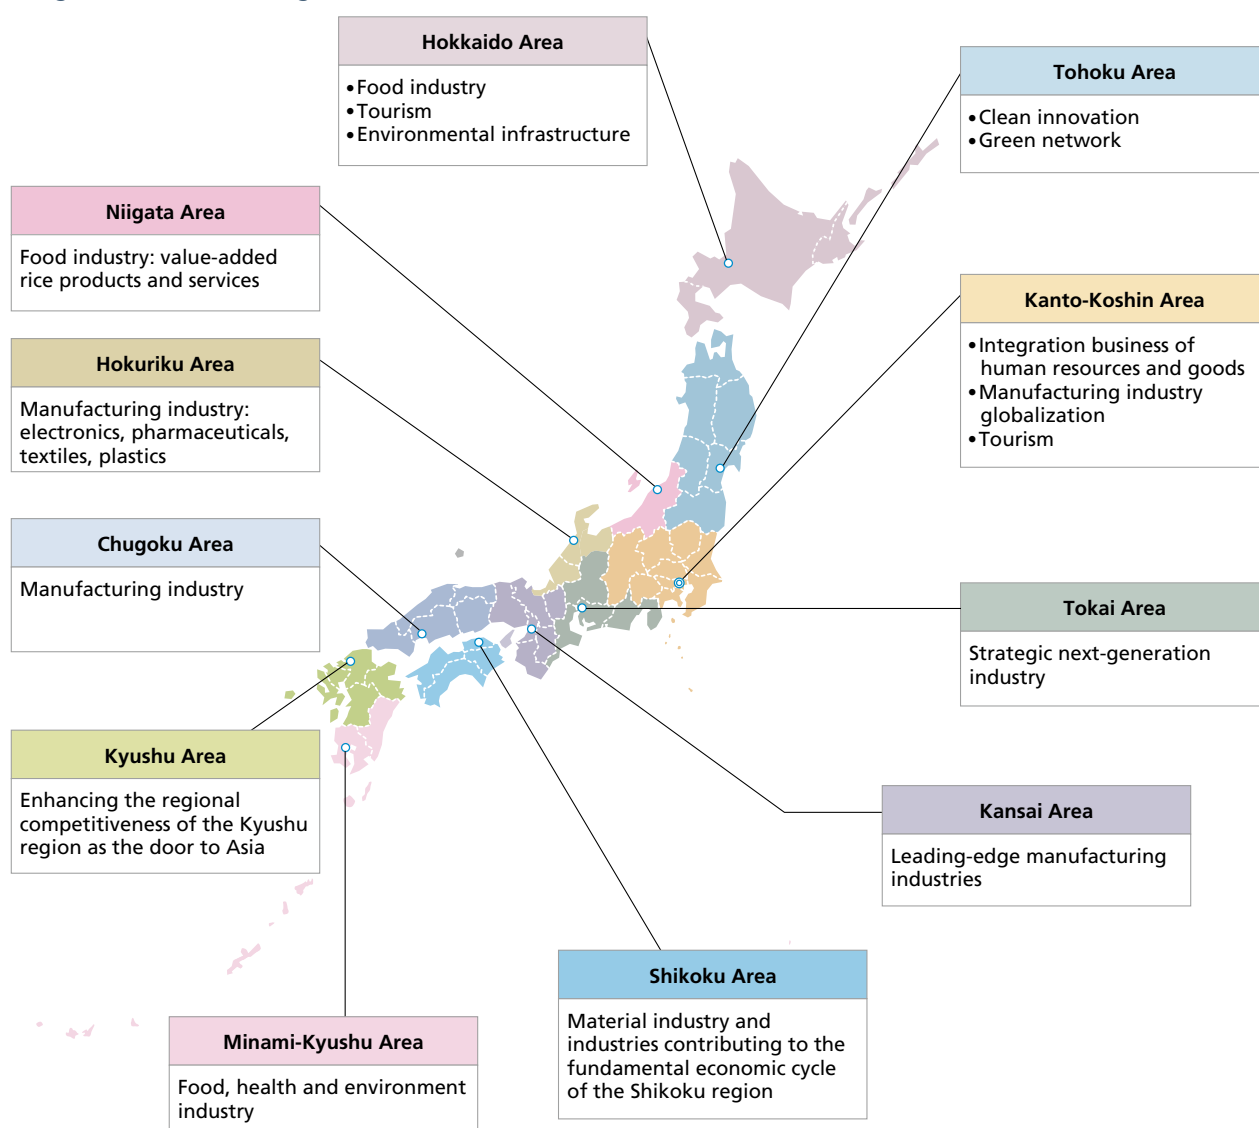 Hokkaido Area
•Food industry
•Tourism
•Environmental infrastructure
Tohoku Area
•Clean innovation
•Green network
Niigata Area
Food industry: value-added
rice products and services
Kanto-Koshin Area
•Integration business of
human resources and goods
•Manufacturing industry
globalization
•Tourism
Hokuriku Area
Manufacturing industry:
electronics, pharmaceuticals,
textiles, plastics
Chugoku Area
Manufacturing industry
Tokai Area
Strategic next-generation
industry
Kyushu Area
Enhancing the regional
competitiveness of the Kyushu
region as the door to Asia
Kansai Area
Leading-edge manufacturing
industries
Shikoku Area
Material industry and
industries contributing to the
fundamental economic cycle
of the Shikoku region
Minami-Kyushu Area
Food, health and environment
industry